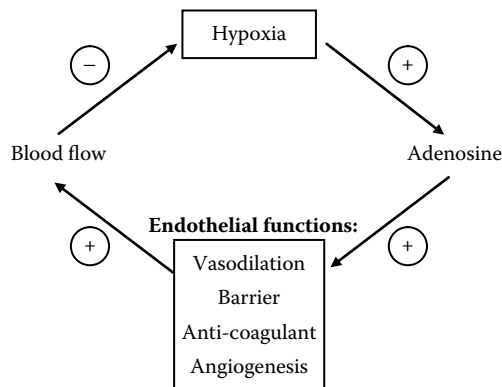 Hypoxia
−
+
Blood flow
Adenosine
Endothelial functions:
+
+
Vasodilation
Barrier
Anti-coagulant
Angiogenesis